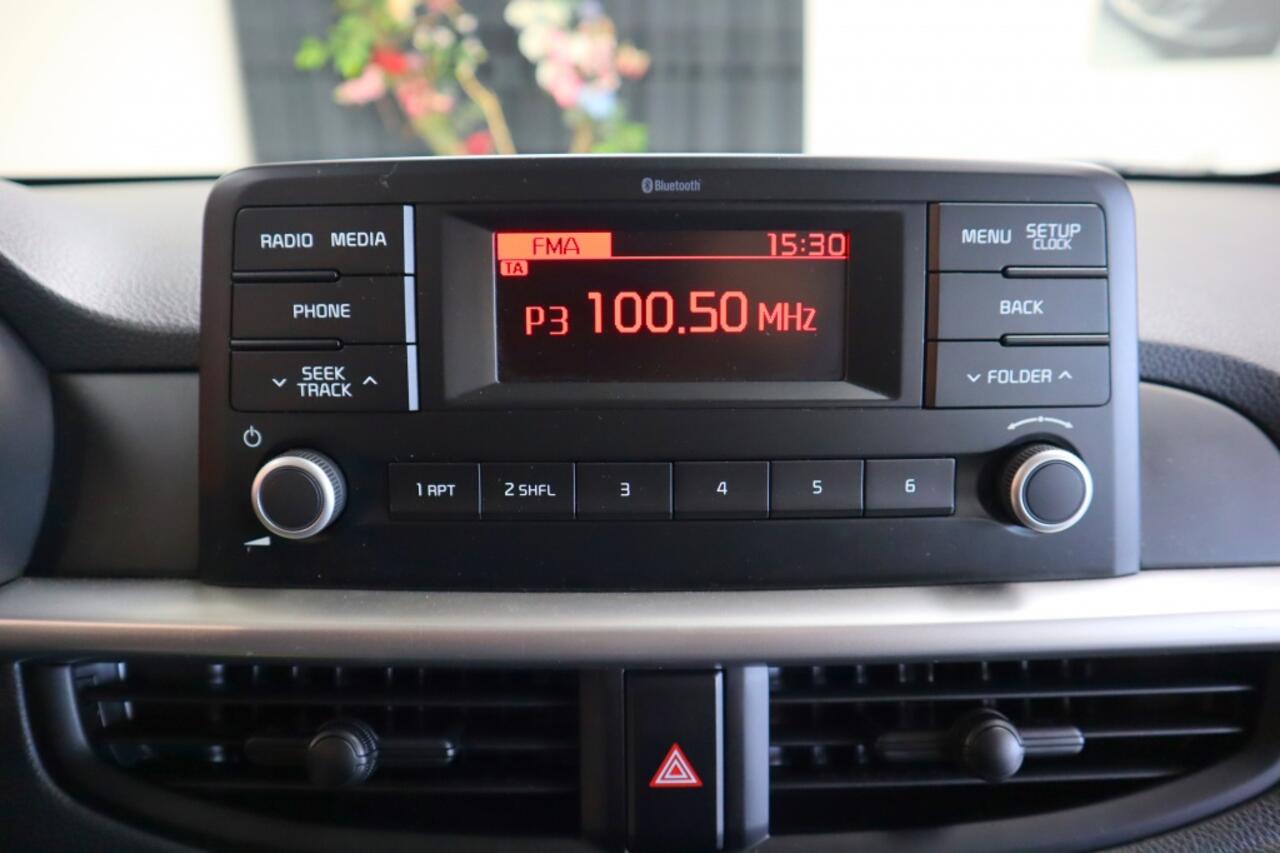 Bluetooth
RADIO MEDIA
PHONE
SEEK
TRACK
FMA 15:30
TA
P3 100.50 MHz
MENU SETUP
CLOCK
BACK
FOLDER
1 RPT 2 SHFL 3 4 5 6